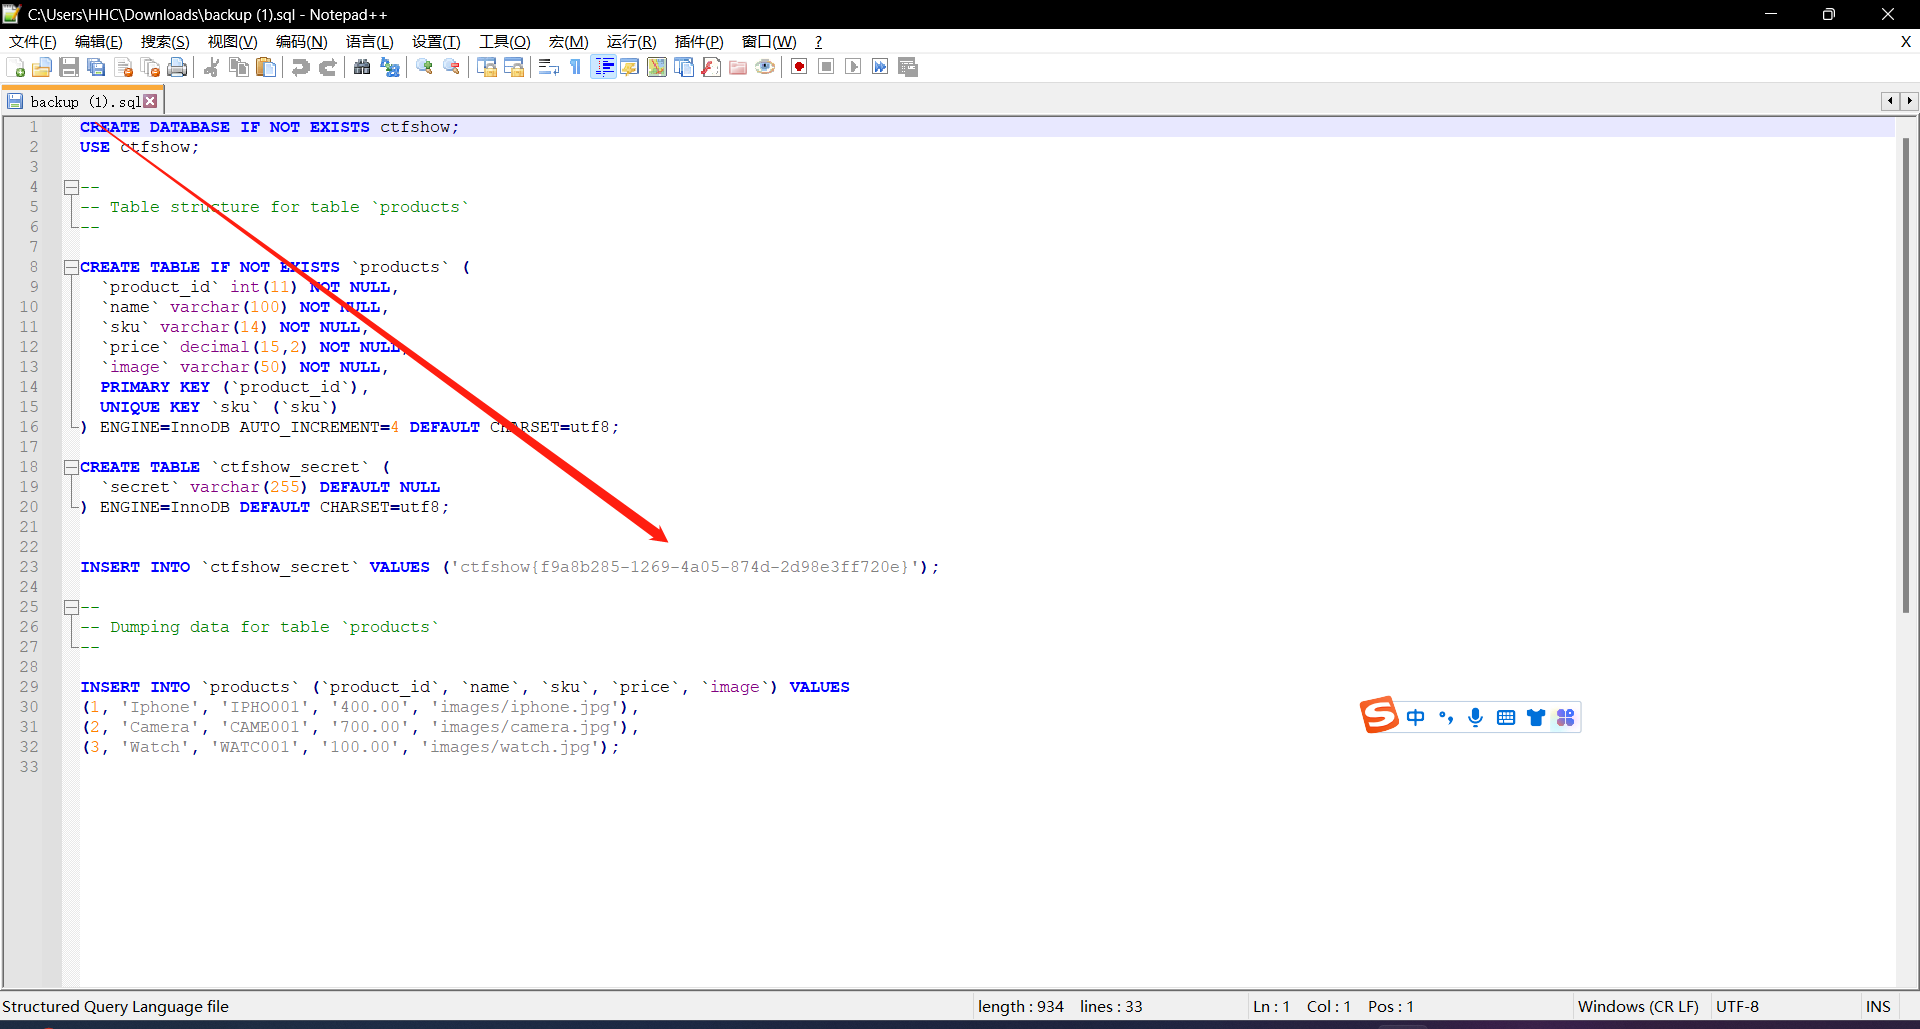 C:\Users\HHC\Downloads\backup (1).sql - Notepad++
文件(F) 编辑(E) 搜索(S) 视图(V) 编码(N) 语言(L) 设置(T) 工具(O) 宏(M) 运行(R) 插件(P) 窗口(W) ? X
backup (1).sql
1 CREATE DATABASE IF NOT EXISTS ctfshow;
2 USE ctfshow;
3
4 --
5 -- Table structure for table `products`
6 --
7
8 CREATE TABLE IF NOT EXISTS `products` (
9 `product_id` int(11) NOT NULL,
10 `name` varchar(100) NOT NULL,
11 `sku` varchar(14) NOT NULL,
12 `price` decimal(15,2) NOT NULL,
13 `image` varchar(50) NOT NULL,
14 PRIMARY KEY (`product_id`),
15 UNIQUE KEY `sku` (`sku`)
16 ) ENGINE=InnoDB AUTO_INCREMENT=4 DEFAULT CHARSET=utf8;
17
18 CREATE TABLE `ctfshow_secret` (
19 `secret` varchar(255) DEFAULT NULL
20 ) ENGINE=InnoDB DEFAULT CHARSET=utf8;
21
22
23 INSERT INTO `ctfshow_secret` VALUES ('ctfshow{f9a8b285-1269-4a05-874d-2d98e3ff720e}');
24
25 --
26 -- Dumping data for table `products`
27 --
28
29 INSERT INTO `products` (`product_id`, `name`, `sku`, `price`, `image`) VALUES
30 (1, 'Iphone', 'IPHO001', '400.00', 'images/iphone.jpg'),
31 (2, 'Camera', 'CAME001', '700.00', 'images/camera.jpg'),
32 (3, 'Watch', 'WATC001', '100.00', 'images/watch.jpg');
33
S 中
Structured Query Language file length : 934 lines : 33 Ln : 1 Col : 1 Pos : 1 Windows (CR LF) UTF-8 INS